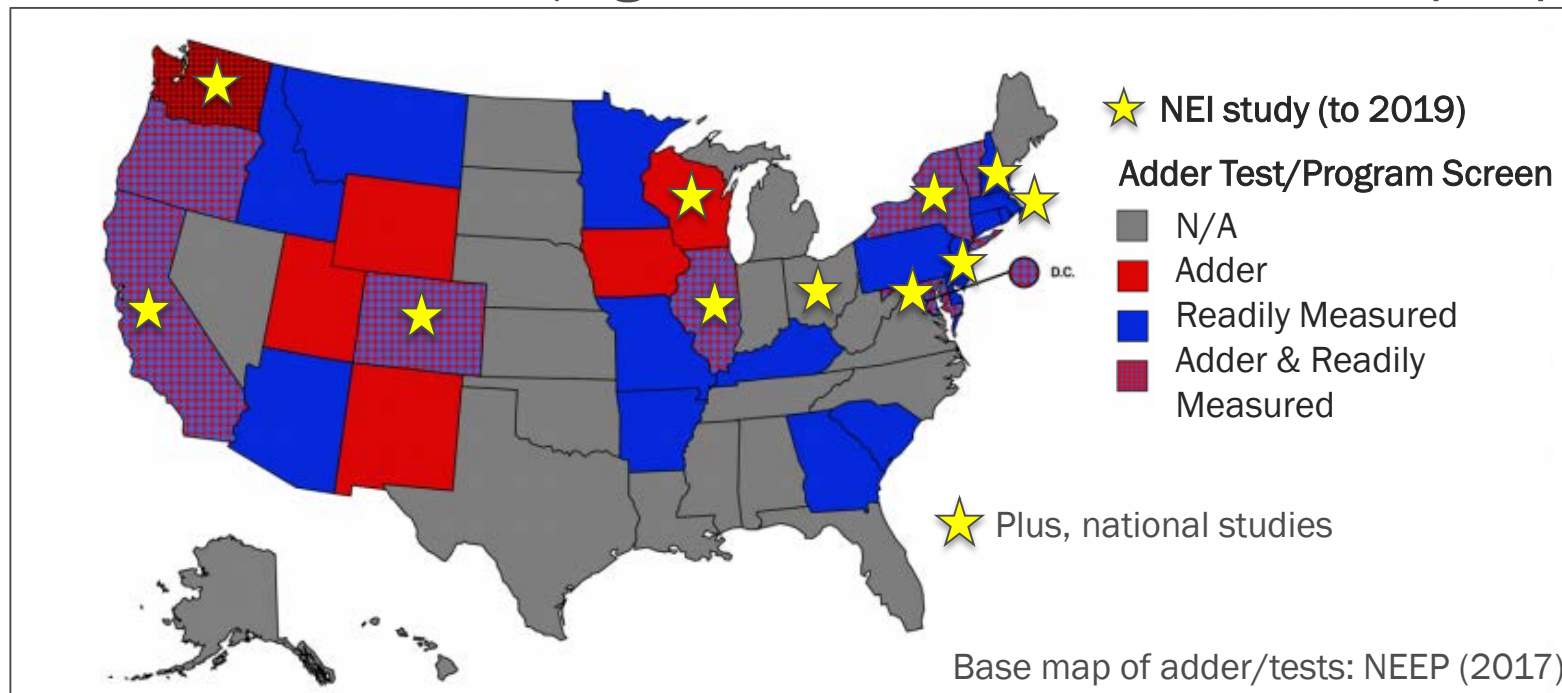 NEI study (to 2019)
Adder Test/Program Screen
N/A
Adder
Readily Measured
Adder & Readily
Measured
D.C.
Plus, national studies
Base map of adder/tests: NEEP (2017)